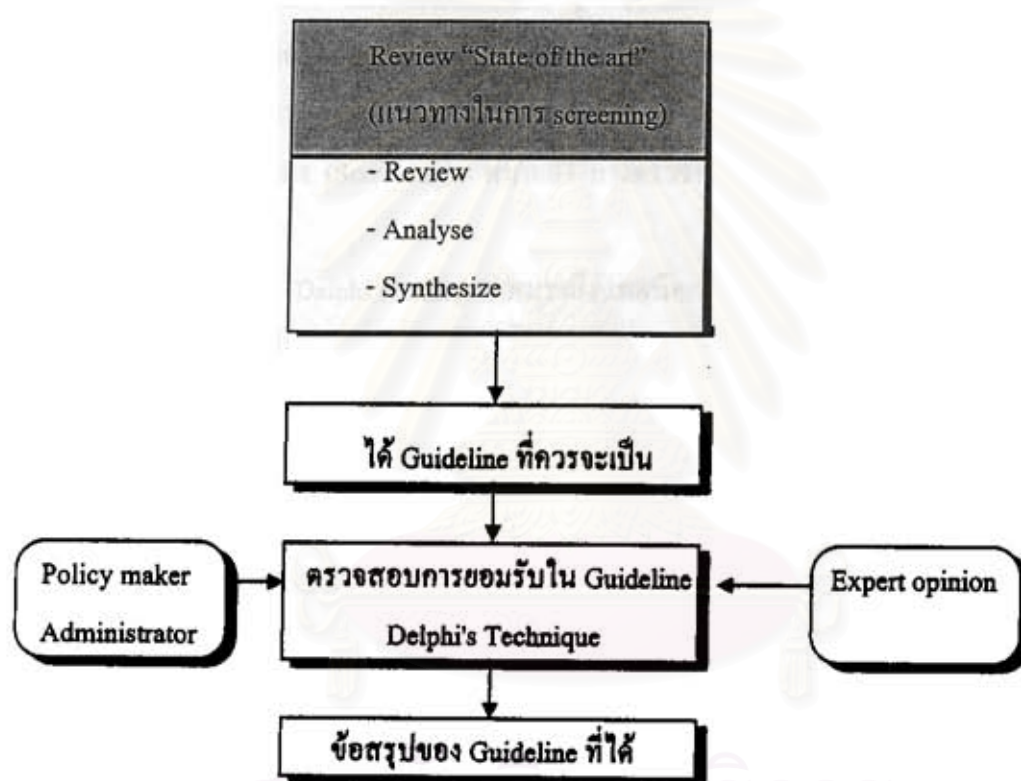 Review “State of the art”
(แนวทางในการ screening)
- Review
- Analyse
- Synthesize
ได้ Guideline ที่ควรจะเป็น
Policy maker
Administrator
ตรวจสอบการยอมรับใน Guideline
Delphi's Technique
Expert opinion
ข้อสรุปของ Guideline ที่ได้